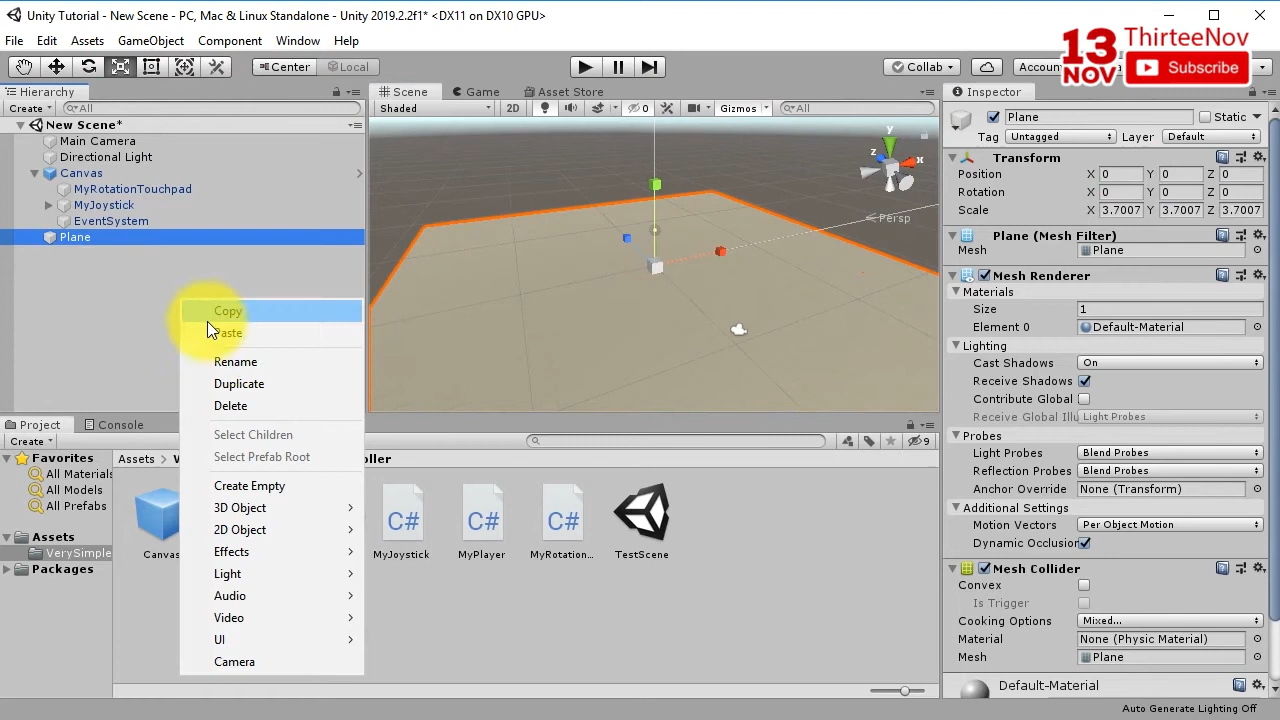 Unity Tutorial - New Scene - PC, Mac & Linux Standalone - Unity 2019.2.2f1* <DX11 on DX10 GPU>
File Edit Assets GameObject Component Window Help
13 NOV
ThirteeNov
Subscribe
Center Local
Collab
Hierarchy
Create
All
New Scene*
Main Camera
Directional Light
Canvas
MyRotationTouchpad
MyJoystick
EventSystem
Plane
Copy
Paste
Rename
Duplicate
Delete
Select Children
Select Prefab Root
Create Empty
3D Object
2D Object
Effects
Light
Audio
Video
UI
Camera
Scene Game Asset Store
Shaded 2D 0 Gizmos All
y
z x
Persp
Project Console
Create
9
Favorites
All Materials
All Models
All Prefabs
Assets
VerySimple
Packages
Assets
C# C# C#
MyJoystick MyPlayer MyRotation... TestScene
Inspector
Plane Static
Tag Untagged Layer Default
Transform
Position X 0 Y 0 Z 0
Rotation X 0 Y 0 Z 0
Scale X 3.7007 Y 3.7007 Z 3.7007
Plane (Mesh Filter)
Mesh Plane
Mesh Renderer
Materials
Size 1
Element 0 Default-Material
Lighting
Cast Shadows On
Receive Shadows
Contribute Global
Receive Global Illu Light Probes
Probes
Light Probes Blend Probes
Reflection Probes Blend Probes
Anchor Override None (Transform)
Additional Settings
Motion Vectors Per Object Motion
Dynamic Occlusion
Mesh Collider
Convex
Is Trigger
Cooking Options Mixed...
Material None (Physic Material)
Mesh Plane
Default-Material
Auto Generate Lighting Off